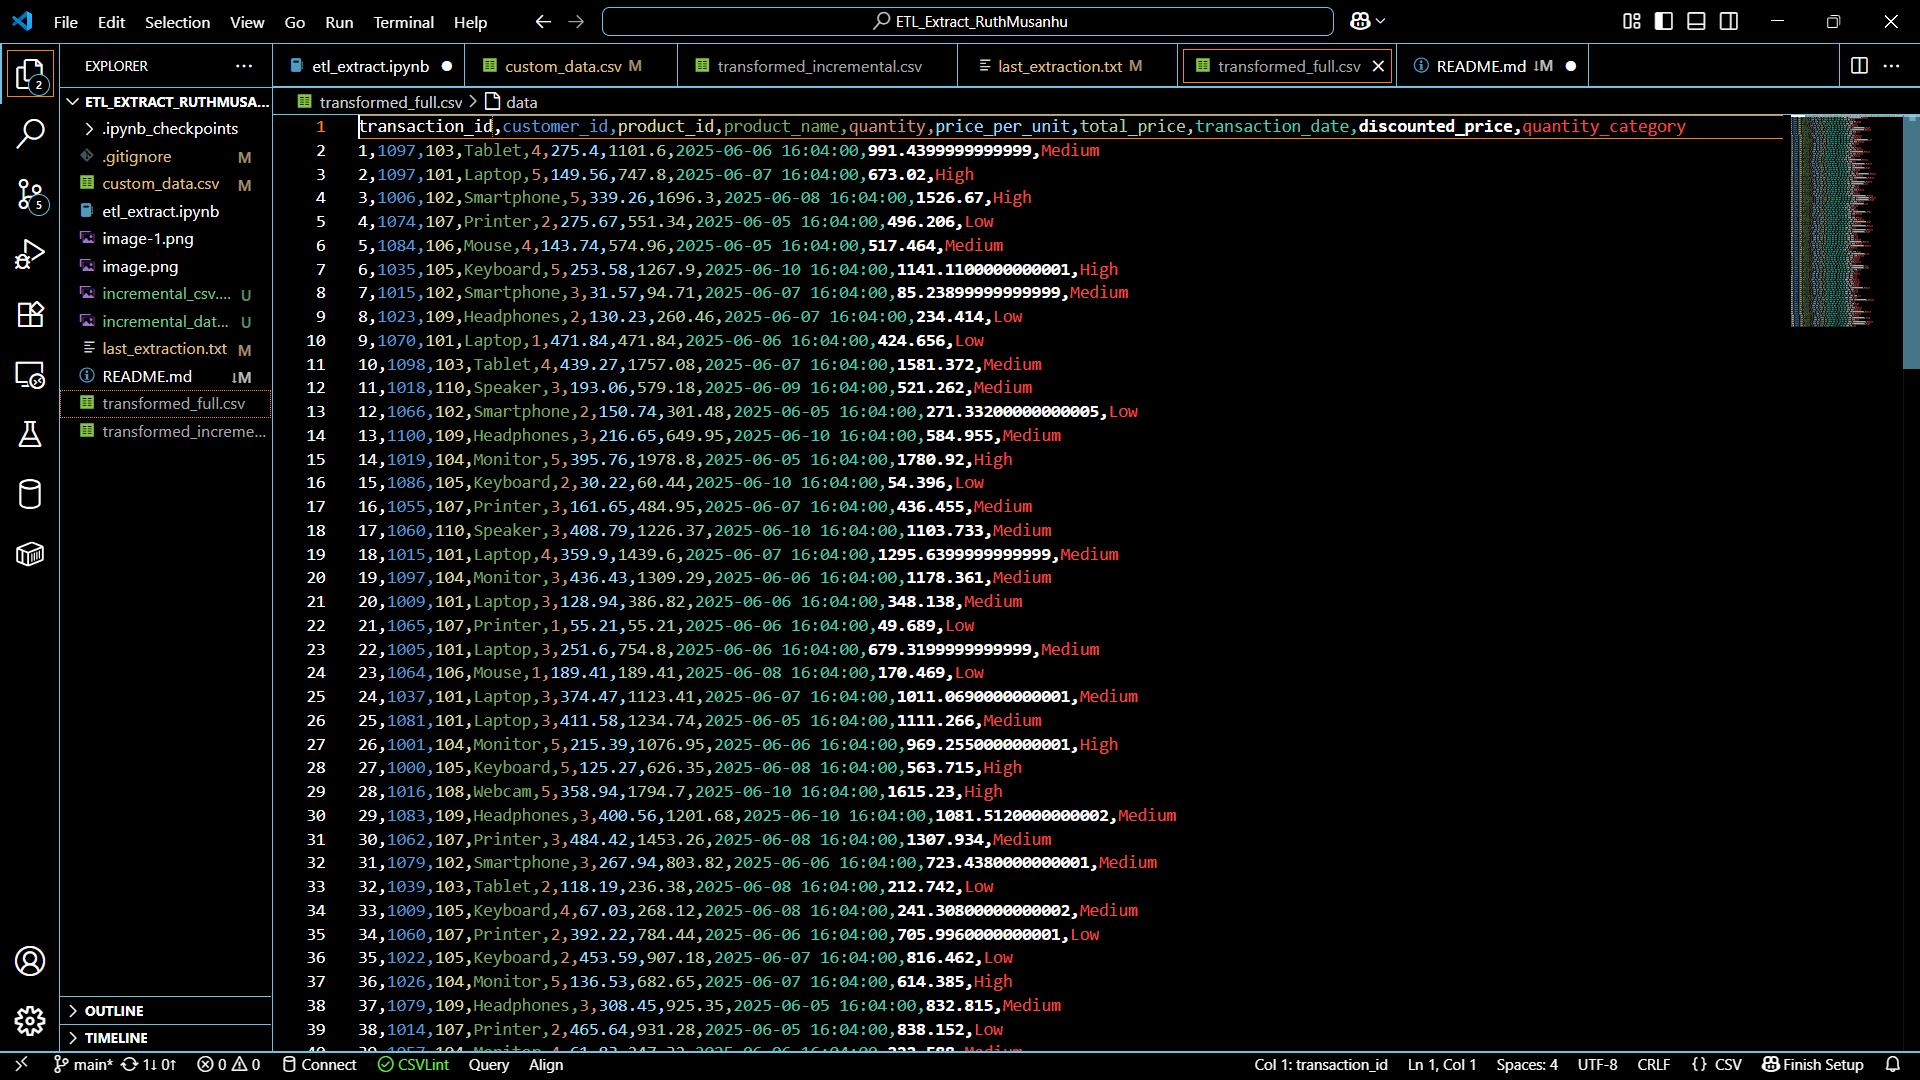 File Edit Selection View Go Run Terminal Help
ETL_Extract_RuthMusanhu
EXPLORER
etl_extract.ipynb
custom_data.csv M
transformed_incremental.csv
last_extraction.txt M
transformed_full.csv
README.md ↓M
ETL_EXTRACT_RUTHMUSA...
.ipynb_checkpoints
.gitignore M
custom_data.csv M
etl_extract.ipynb
image-1.png
image.png
incremental_csv.... U
incremental_dat... U
last_extraction.txt M
README.md ↓M
transformed_full.csv
transformed_increme...
OUTLINE
TIMELINE
2
5
transformed_full.csv > data
1 transaction_id,customer_id,product_id,product_name,quantity,price_per_unit,total_price,transaction_date,discounted_price,quantity_category
2 1,1097,103,Tablet,4,275.4,1101.6,2025-06-06 16:04:00,991.4399999999999,Medium
3 2,1097,101,Laptop,5,149.56,747.8,2025-06-07 16:04:00,673.02,High
4 3,1006,102,Smartphone,5,339.26,1696.3,2025-06-08 16:04:00,1526.67,High
5 4,1074,107,Printer,2,275.67,551.34,2025-06-05 16:04:00,496.206,Low
6 5,1084,106,Mouse,4,143.74,574.96,2025-06-05 16:04:00,517.464,Medium
7 6,1035,105,Keyboard,5,253.58,1267.9,2025-06-10 16:04:00,1141.1100000000001,High
8 7,1015,102,Smartphone,3,31.57,94.71,2025-06-07 16:04:00,85.23899999999999,Medium
9 8,1023,109,Headphones,2,130.23,260.46,2025-06-07 16:04:00,234.414,Low
10 9,1070,101,Laptop,1,471.84,471.84,2025-06-06 16:04:00,424.656,Low
11 10,1098,103,Tablet,4,439.27,1757.08,2025-06-06 16:04:00,1581.372,Medium
12 11,1018,110,Speaker,3,193.06,579.18,2025-06-09 16:04:00,521.262,Medium
13 12,1066,102,Smartphone,2,150.74,301.48,2025-06-05 16:04:00,271.33200000000005,Low
14 13,1100,109,Headphones,3,216.65,649.95,2025-06-10 16:04:00,584.955,Medium
15 14,1019,104,Monitor,5,395.76,1978.8,2025-06-05 16:04:00,1780.92,High
16 15,1086,105,Keyboard,2,30.22,60.44,2025-06-10 16:04:00,54.396,Low
17 16,1055,107,Printer,3,161.65,484.95,2025-06-07 16:04:00,436.455,Medium
18 17,1060,110,Speaker,3,408.79,1226.37,2025-06-10 16:04:00,1103.733,Medium
19 18,1015,101,Laptop,4,359.9,1439.6,2025-06-07 16:04:00,1295.6399999999999,Medium
20 19,1097,104,Monitor,3,436.43,1309.29,2025-06-06 16:04:00,1178.361,Medium
21 20,1009,101,Laptop,3,128.94,386.82,2025-06-06 16:04:00,348.138,Medium
22 21,1065,107,Printer,1,55.21,55.21,2025-06-06 16:04:00,49.689,Low
23 22,1005,101,Laptop,3,251.6,754.8,2025-06-06 16:04:00,679.3199999999999,Medium
24 23,1064,106,Mouse,1,189.41,189.41,2025-06-08 16:04:00,170.469,Low
25 24,1037,101,Laptop,3,374.47,1123.41,2025-06-07 16:04:00,1011.0690000000001,Medium
26 25,1081,101,Laptop,3,411.58,1234.74,2025-06-05 16:04:00,1111.266,Medium
27 26,1001,104,Monitor,5,215.39,1076.95,2025-06-06 16:04:00,969.2550000000001,High
28 27,1000,105,Keyboard,5,125.27,626.35,2025-06-08 16:04:00,563.715,High
29 28,1016,108,Webcam,5,358.94,1794.7,2025-06-10 16:04:00,1615.23,High
30 29,1083,109,Headphones,3,400.56,1201.68,2025-06-10 16:04:00,1081.5120000000002,Medium
31 30,1062,107,Printer,3,484.42,1453.26,2025-06-08 16:04:00,1307.934,Medium
32 31,1079,102,Smartphone,3,267.94,803.82,2025-06-06 16:04:00,723.4380000000001,Medium
33 32,1039,103,Tablet,2,118.19,236.38,2025-06-08 16:04:00,212.742,Low
34 33,1009,105,Keyboard,4,67.03,268.12,2025-06-08 16:04:00,241.30800000000002,Medium
35 34,1060,107,Printer,2,392.22,784.44,2025-06-06 16:04:00,705.9960000000001,Low
36 35,1022,105,Keyboard,2,453.59,907.18,2025-06-07 16:04:00,816.462,Low
37 36,1026,104,Monitor,5,136.53,682.65,2025-06-07 16:04:00,614.385,High
38 37,1079,109,Headphones,3,308.45,925.35,2025-06-05 16:04:00,832.815,Medium
39 38,1014,107,Printer,2,465.64,931.28,2025-06-05 16:04:00,838.152,Low
main* 1↓ 0↑ 0 0 Connect CSVLint Query Align
Col 1: transaction_id Ln 1, Col 1 Spaces: 4 UTF-8 CRLF {} CSV Finish Setup